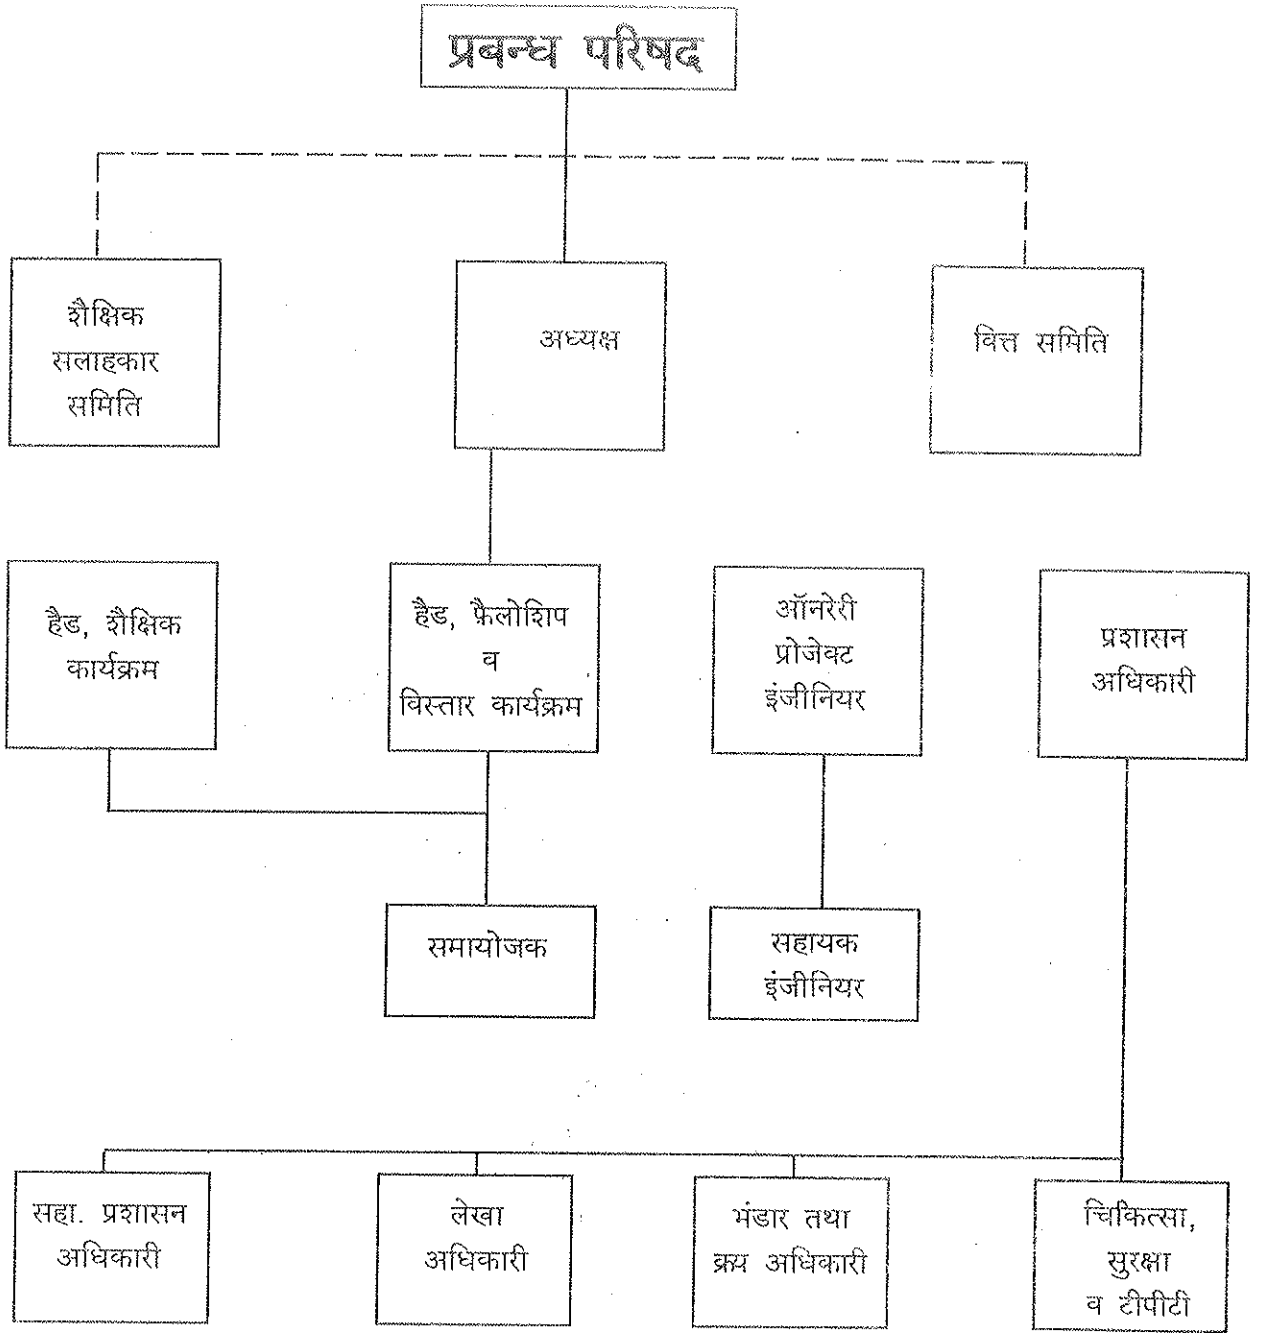 प्रबन्ध परिषद
शैक्षिक
सलाहकार
समिति
अध्यक्ष
वित्त समिति
हैड, शैक्षिक
कार्यक्रम
हैड, फ़ैलोशिप
व
विस्तार कार्यक्रम
ऑनरेरी
प्रोजेक्ट
इंजीनियर
प्रशासन
अधिकारी
समायोजक
सहायक
इंजीनियर
सहा. प्रशासन
अधिकारी
लेखा
अधिकारी
भंडार तथा
क्रय अधिकारी
चिकित्सा,
सुरक्षा
व टीपीटी